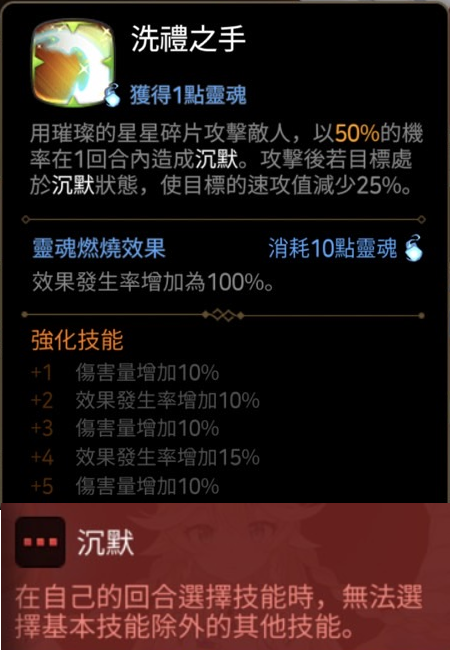 洗禮之手
獲得1點靈魂
用璀璨的星星碎片攻擊敵人，以50%的機
率在1回合內造成沉默。攻擊後若目標處
於沉默狀態，使目標的速攻值減少25%。
靈魂燃燒效果 消耗10點靈魂
效果發生率增加為100%。
強化技能
+1 傷害量增加10%
+2 效果發生率增加10%
+3 傷害量增加10%
+4 效果發生率增加15%
+5 傷害量增加10%
沉默
在自己的回合選擇技能時，無法選
擇基本技能除外的其他技能。